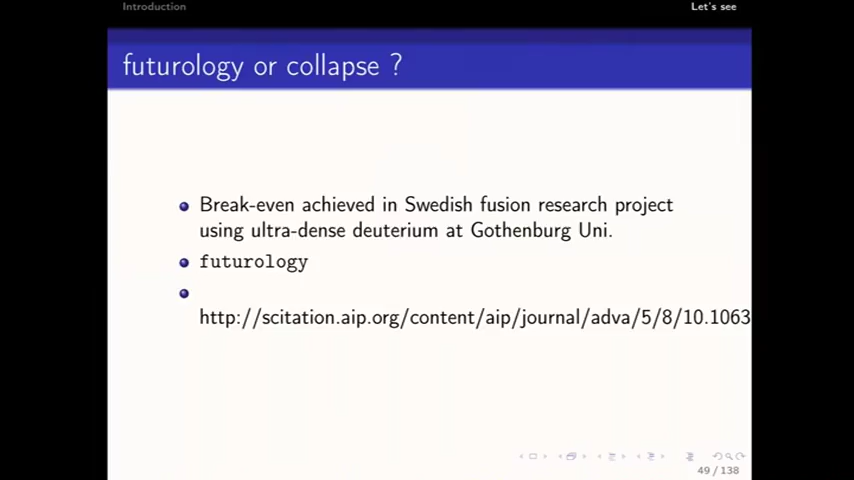 Introduction
Let's see
futurology or collapse ?
Break-even achieved in Swedish fusion research project
using ultra-dense deuterium at Gothenburg Uni.
futurology
http://scitation.aip.org/content/aip/journal/adva/5/8/10.1063
49 / 138